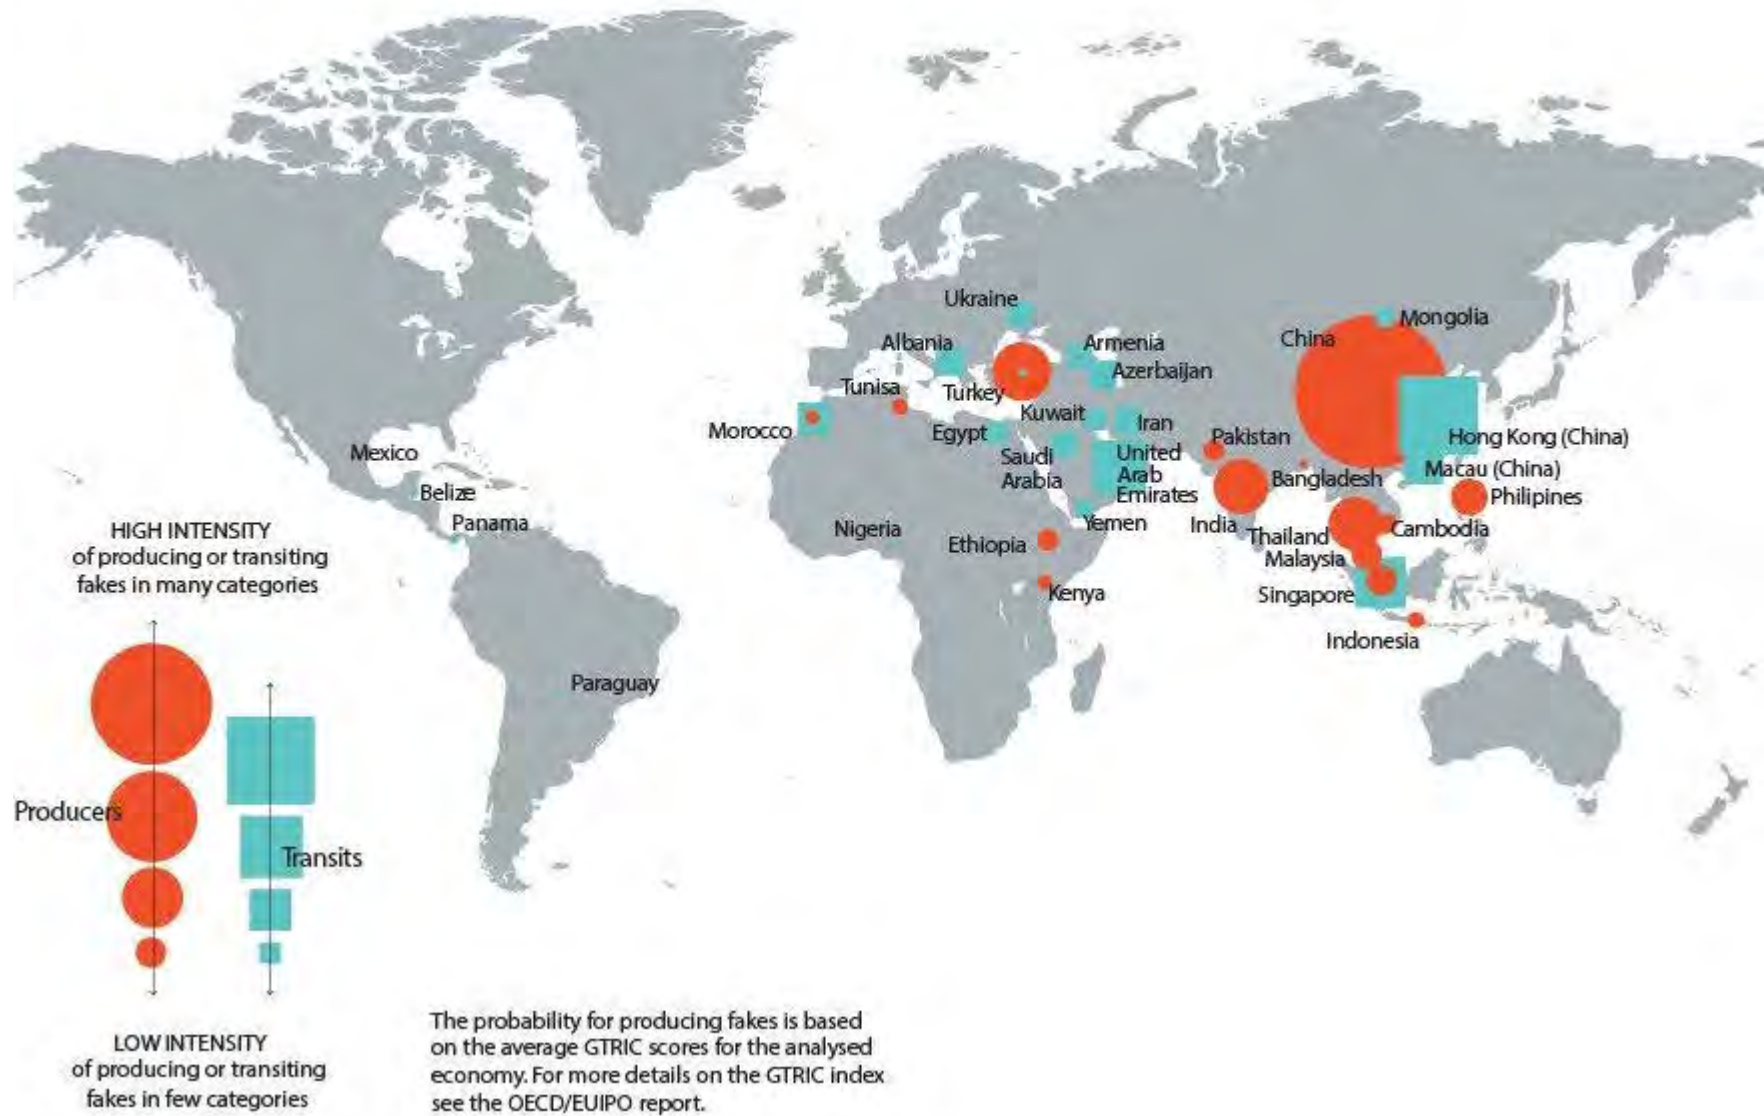 Ukraine
Mongolia
China
Albania
Armenia
Azerbaijan
Tunisa
Turkey
Kuwait
Iran
Morocco
Egypt
Pakistan
Hong Kong (China)
Mexico
Saudi
Arabia
United
Arab
Emirates
Bangladesh
Macau (China)
Belize
Philipines
Panama
Nigeria
Yemen
India
Thailand
Cambodia
Ethiopia
Malaysia
Kenya
Singapore
Indonesia
Paraguay
HIGH INTENSITY
of producing or transiting
fakes in many categories
Producers
Transits
LOW INTENSITY
of producing or transiting
fakes in few categories
The probability for producing fakes is based
on the average GTRIC scores for the analysed
economy. For more details on the GTRIC index
see the OECD/EUIPO report.